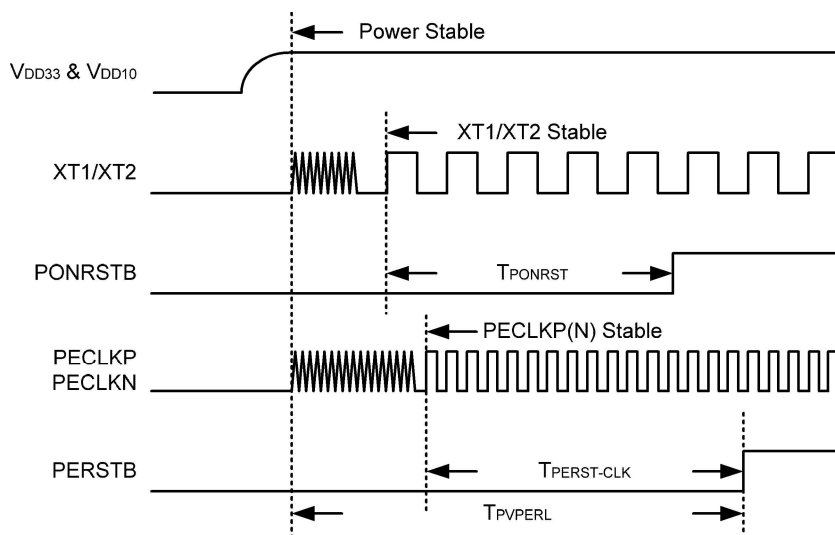 Power Stable
VDD33 & VDD10
XT1/XT2 Stable
XT1/XT2
PONRSTB
TPONRST
PECLKP(N) Stable
PECLKP
PECLKN
PERSTB
TPERST-CLK
TPVPERL